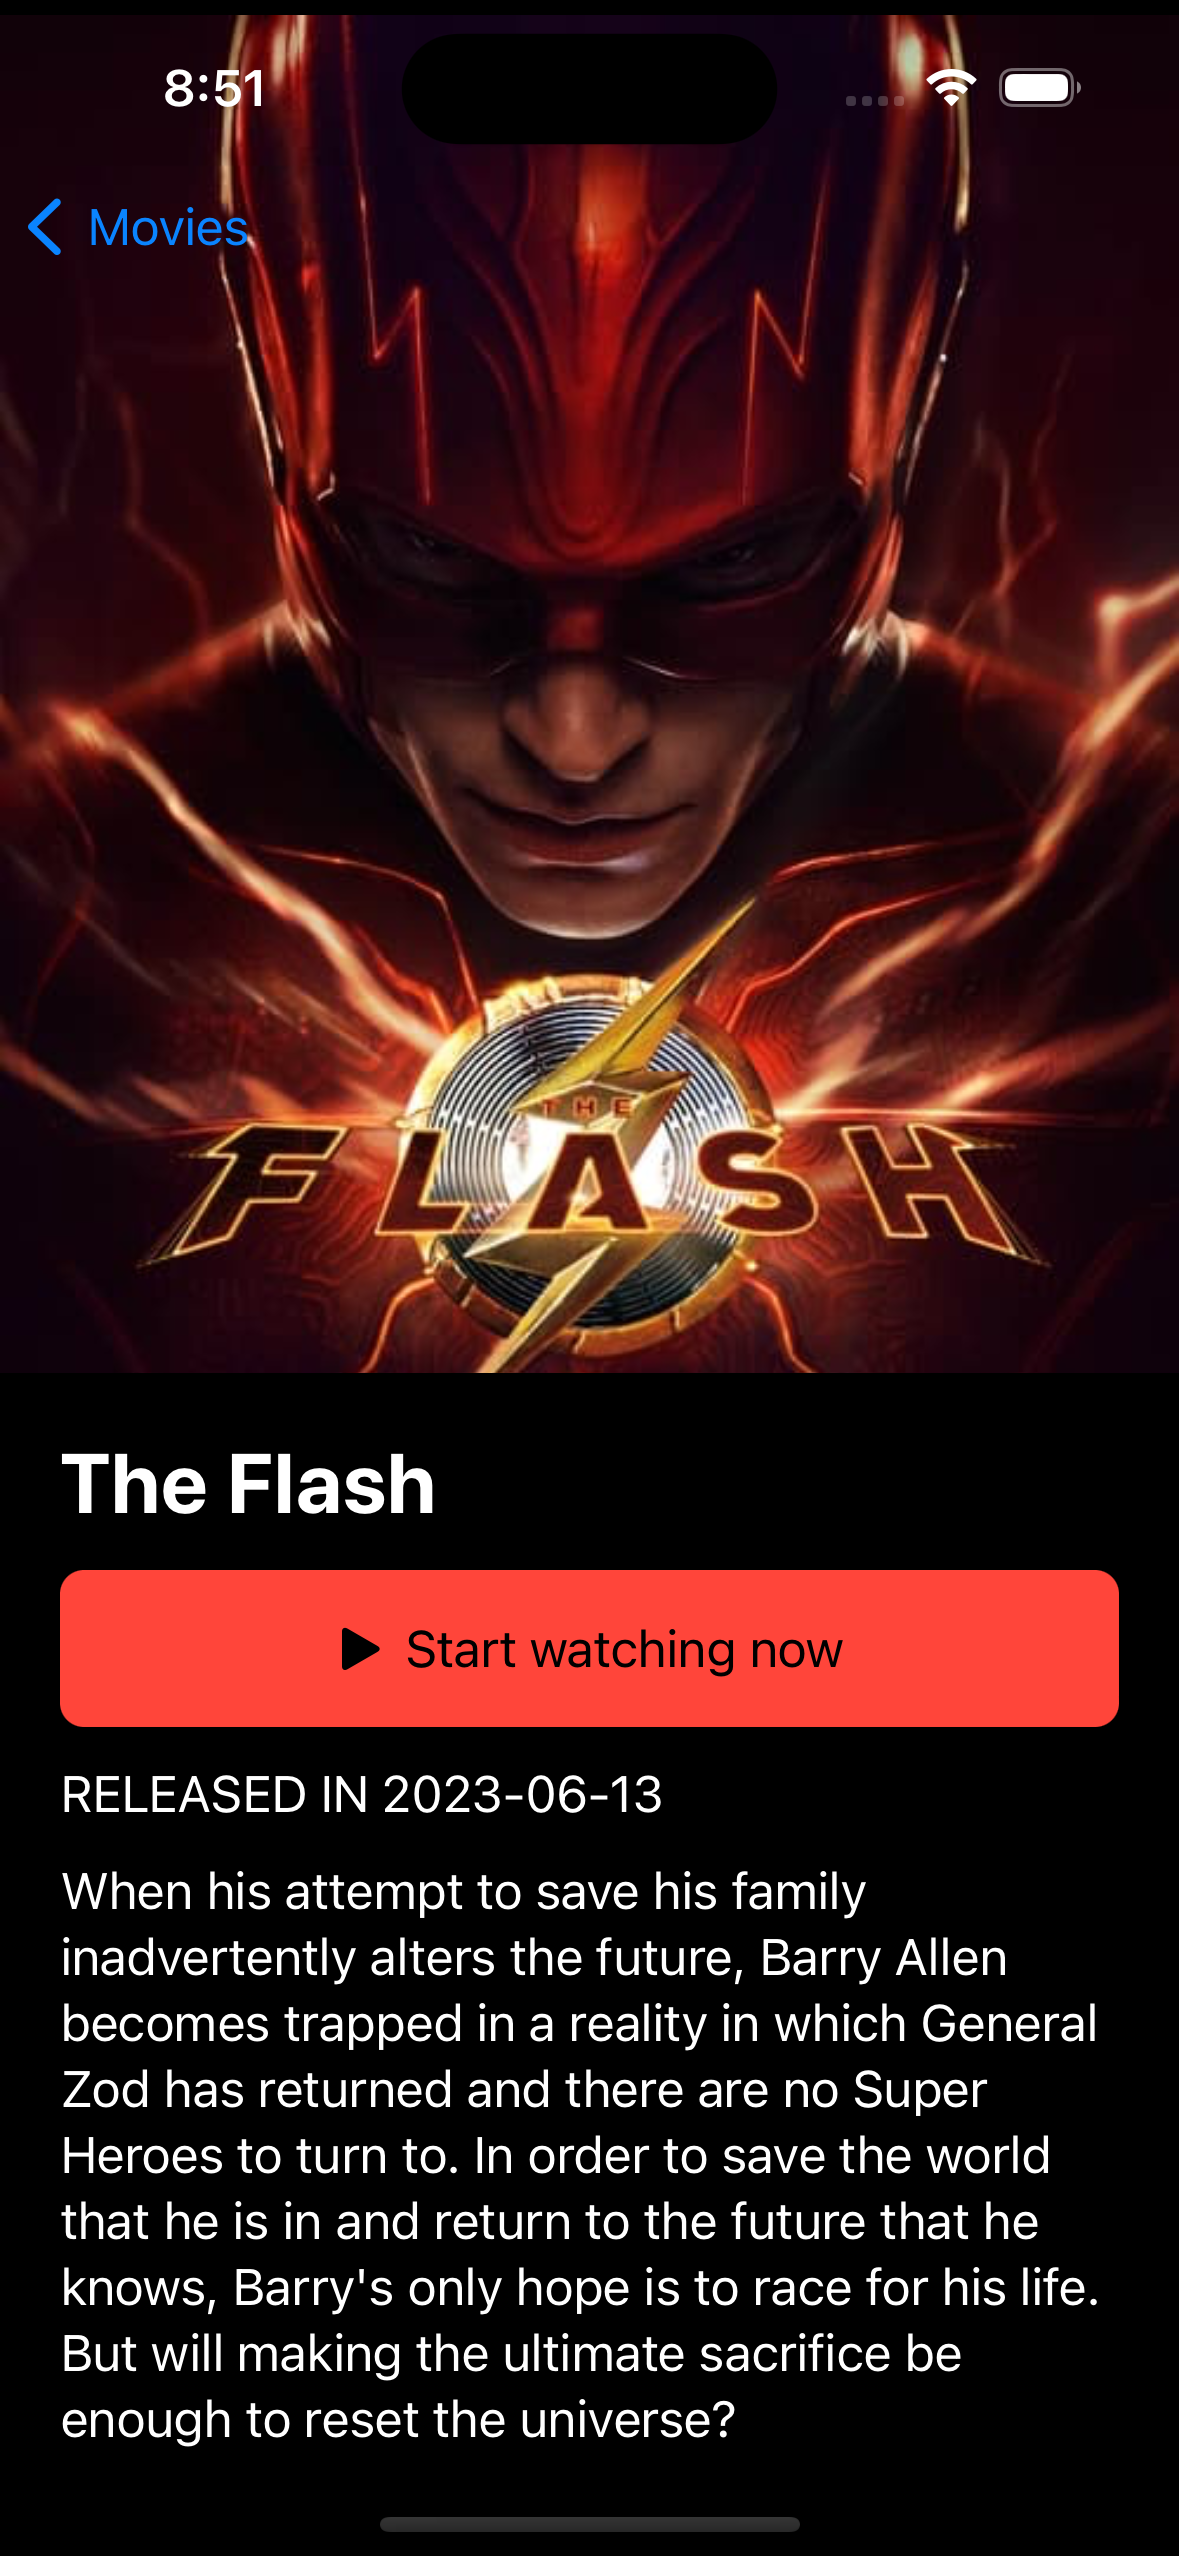 8:51
Movies
THE
FLASH
The Flash
Start watching now
RELEASED IN 2023-06-13
When his attempt to save his family
inadvertently alters the future, Barry Allen
becomes trapped in a reality in which General
Zod has returned and there are no Super
Heroes to turn to. In order to save the world
that he is in and return to the future that he
knows, Barry's only hope is to race for his life.
But will making the ultimate sacrifice be
enough to reset the universe?